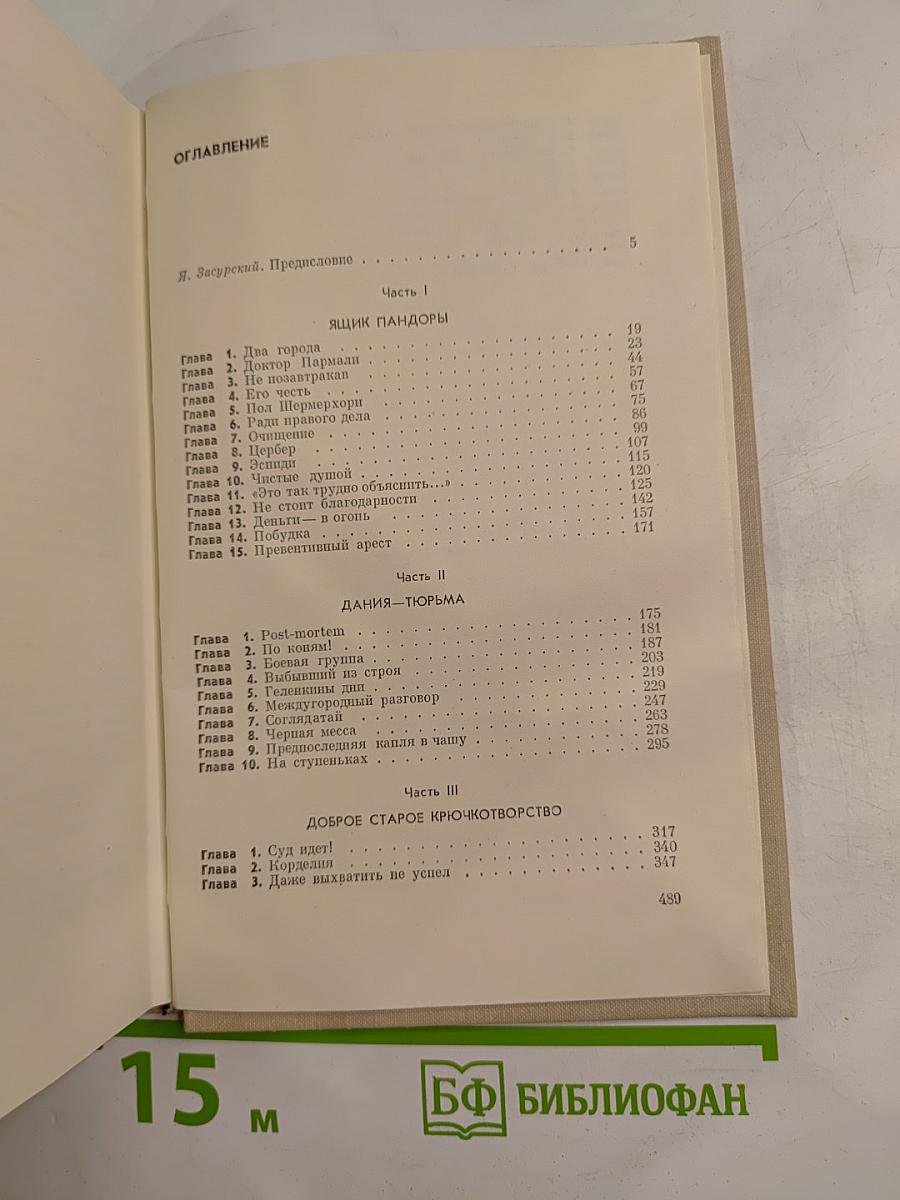 ОГЛАВЛЕНИЕ
Я. Засурский. Предисловие . . . . . . . . . . . . . . . . . 5
Часть I
ЯЩИК ПАНДОРЫ
Глава 1. Два города . . . . . . . . . . . . . . . . . 19
Глава 2. Доктор Пармали . . . . . . . . . . . . . . . . . 23
Глава 3. Не позавтракав . . . . . . . . . . . . . . . . . 44
Глава 4. Его честь . . . . . . . . . . . . . . . . . 57
Глава 5. Пол Шермерхорн . . . . . . . . . . . . . . . . . 67
Глава 6. Ради правого дела . . . . . . . . . . . . . . . . . 75
Глава 7. Очищение . . . . . . . . . . . . . . . . . 86
Глава 8. Цербер . . . . . . . . . . . . . . . . . 99
Глава 9. Эспиди . . . . . . . . . . . . . . . . . 107
Глава 10. Чистые душой . . . . . . . . . . . . . . . . . 115
Глава 11. «Это так трудно объяснить...» . . . . . . . . . . . . 120
Глава 12. Не стоит благодарности . . . . . . . . . . . . . 125
Глава 13. Деньги — в огонь . . . . . . . . . . . . . . . 142
Глава 14. Побудка . . . . . . . . . . . . . . . . . 157
Глава 15. Превентивный арест . . . . . . . . . . . . . . 171
Часть II
ДАНИЯ—ТЮРЬМА
Глава 1. Post-mortem . . . . . . . . . . . . . . . . . 175
Глава 2. По коням! . . . . . . . . . . . . . . . . . 181
Глава 3. Боевая группа . . . . . . . . . . . . . . . . . 187
Глава 4. Выбывший из строя . . . . . . . . . . . . . . . 203
Глава 5. Геленкины дни . . . . . . . . . . . . . . . . . 219
Глава 6. Междугородный разговор . . . . . . . . . . . . . 229
Глава 7. Соглядатай . . . . . . . . . . . . . . . . . 247
Глава 8. Черная месса . . . . . . . . . . . . . . . . . 263
Глава 9. Предпоследняя капля в чашу . . . . . . . . . . . 278
Глава 10. На ступеньках . . . . . . . . . . . . . . . . . 295
Часть III
ДОБРОЕ СТАРОЕ КРЮЧКОТВОРСТВО
Глава 1. Суд идет! . . . . . . . . . . . . . . . . . 317
Глава 2. Корделия . . . . . . . . . . . . . . . . . 340
Глава 3. Даже выхватить не успел . . . . . . . . . . . . . 347
489
15 м
БФ БИБЛИОФАН